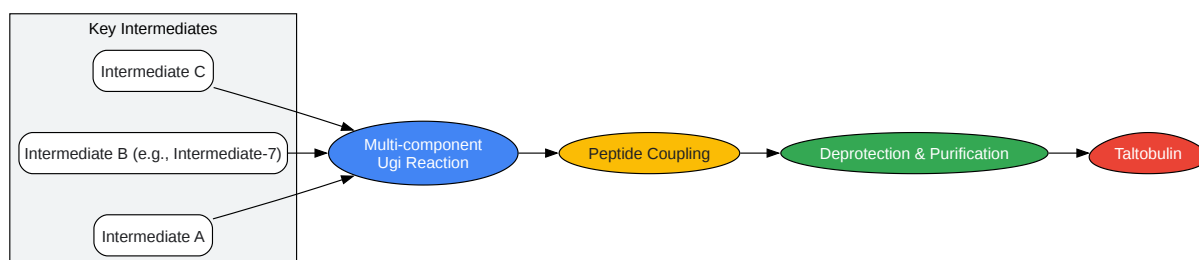 Key Intermediates
Intermediate C
Intermediate B (e.g., Intermediate-7)
Intermediate A
Multi-component
Ugi Reaction
Peptide Coupling
Deprotection & Purification
Taltobulin